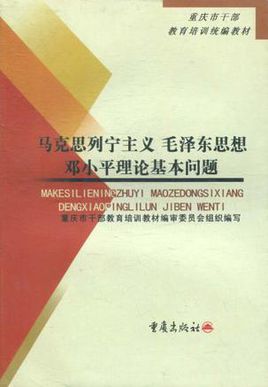 重庆市干部
教育培训统编教材
马克思列宁主义 毛泽东思想
邓小平理论基本问题
MAKESILIENINGZHUYI MAOZEDONGSIXIANG
DENGXIAOPINGLILUN JIBEN WENTI
重庆市干部教育培训教材编审委员会组织编写
重庆出版社